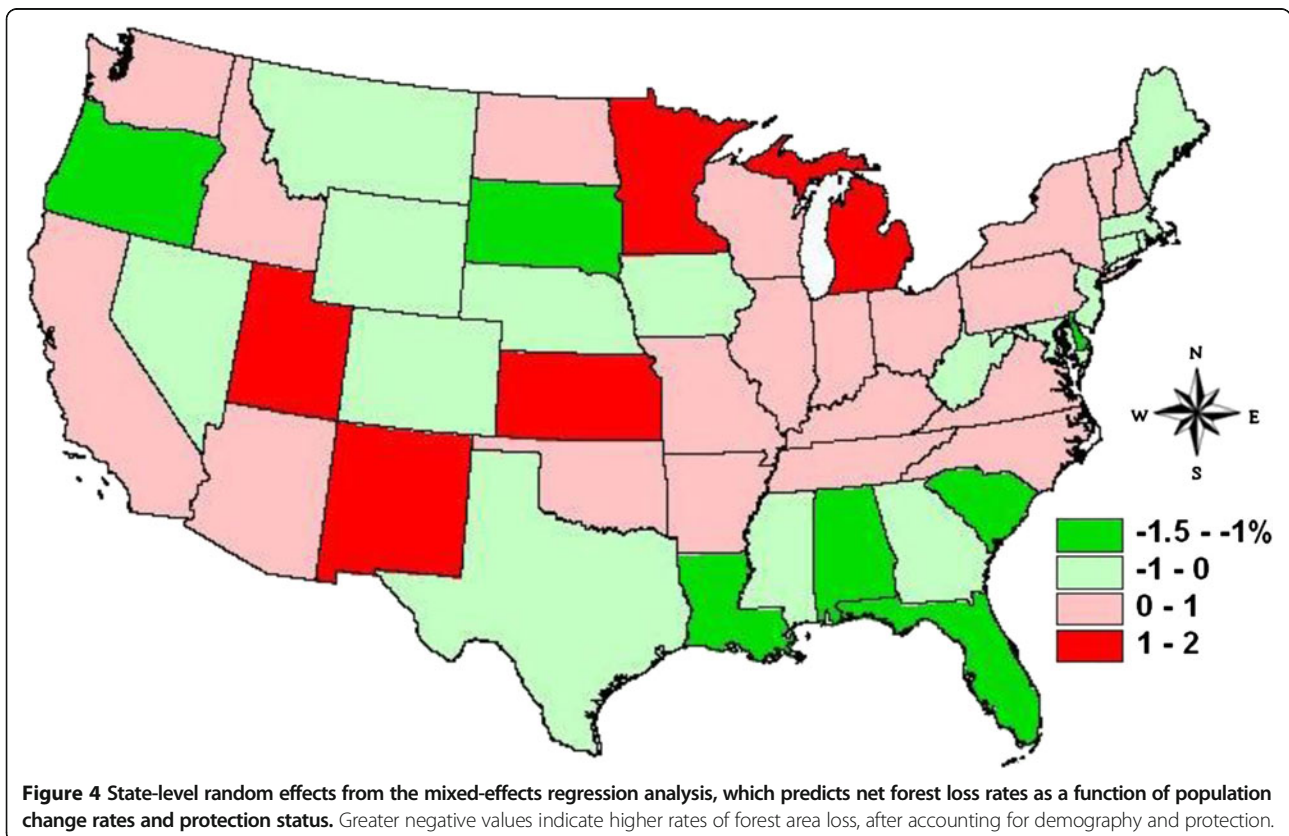 N
W E
S
-1.5 - -1%
-1 - 0
0 - 1
1 - 2
Figure 4 State-level random effects from the mixed-effects regression analysis, which predicts net forest loss rates as a function of population
change rates and protection status. Greater negative values indicate higher rates of forest area loss, after accounting for demography and protection.